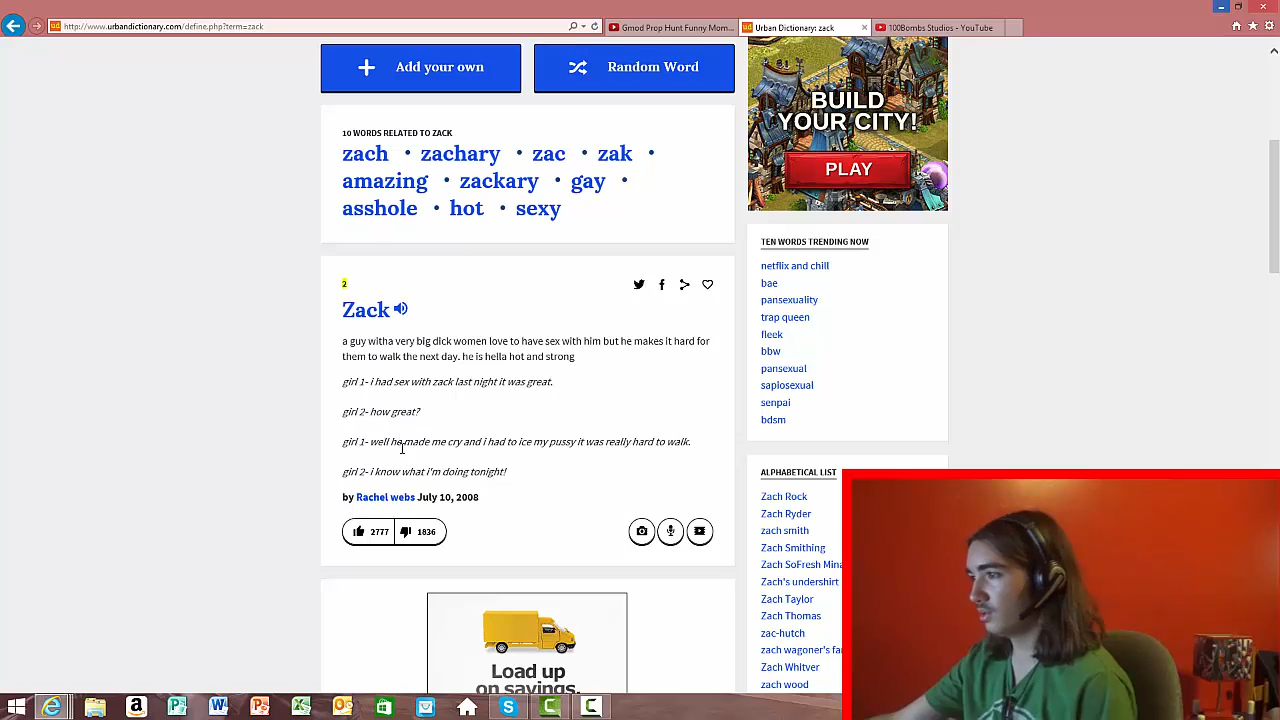 http://www.urbandictionary.com/define.php?term=zack
Gmod Prop Hunt Funny Mom...
Urban Dictionary: zack
100Bombs Studios - YouTube
Add your own
Random Word
10 WORDS RELATED TO ZACK
zach • zachary • zac • zak •
amazing • zackary • gay •
asshole • hot • sexy
2
Zack
a guy witha very big dick women love to have sex with him but he makes it hard for
them to walk the next day. he is hella hot and strong
girl 1- i had sex with zack last night it was great.
girl 2- how great?
girl 1- well he made me cry and i had to ice my pussy it was really hard to walk.
girl 2- i know what i'm doing tonight!
by Rachel webs July 10, 2008
2777
1836
Load up
on savings.
BUILD
YOUR CITY!
PLAY
TEN WORDS TRENDING NOW
netflix and chill
bae
pansexuality
trap queen
fleek
bbw
pansexual
sapiosexual
senpai
bdsm
ALPHABETICAL LIST
Zach Rock
Zach Ryder
zach smith
Zach Smithing
Zach SoFresh Mina
Zach's undershirt
Zach Taylor
Zach Thomas
zac-hutch
zach wagoner's fa
Zach Whitver
zach wood